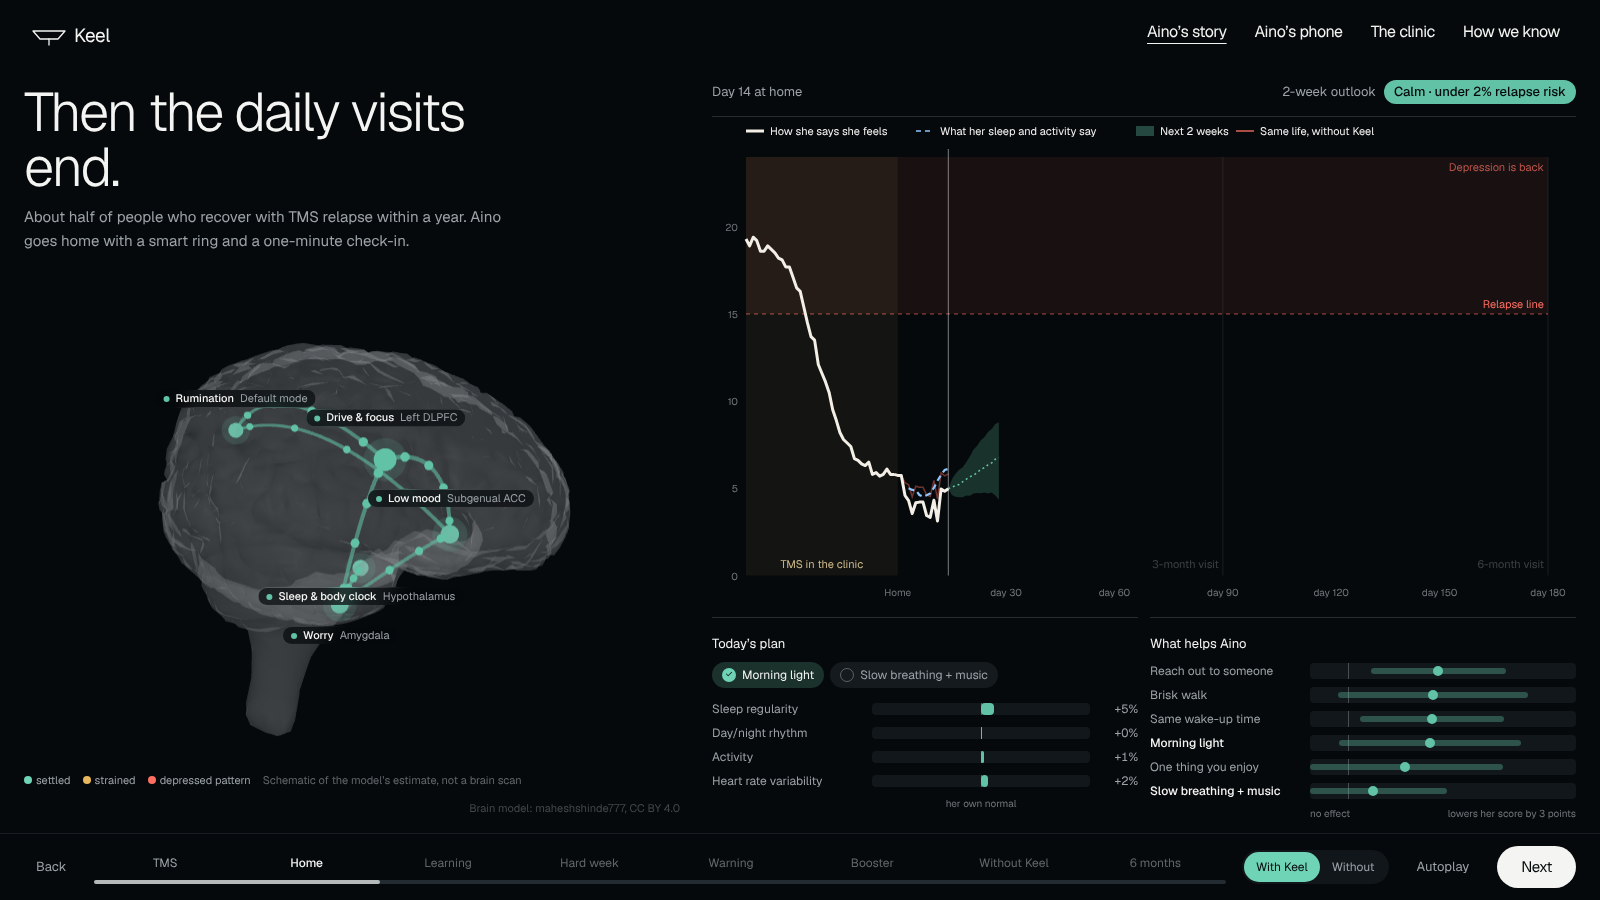 Keel
Aino's story
Aino's phone
The clinic
How we know
Then the daily visits
end.
About half of people who recover with TMS relapse within a year. Aino
goes home with a smart ring and a one-minute check-in.
Rumination Default mode
Drive & focus Left DLPFC
Low mood Subgenual ACC
Sleep & body clock Hypothalamus
Worry Amygdala
settled
strained
depressed pattern
Schematic of the model's estimate, not a brain scan
Brain model: maheshshinde777, CC BY 4.0
Day 14 at home
2-week outlook
Calm · under 2% relapse risk
How she says she feels
What her sleep and activity say
Next 2 weeks
Same life, without Keel
Depression is back
Relapse line
20
15
10
5
0
TMS in the clinic
3-month visit
6-month visit
Home
day 30
day 60
day 90
day 120
day 150
day 180
Today's plan
Morning light
Slow breathing + music
Sleep regularity +5%
Day/night rhythm +0%
Activity +1%
Heart rate variability +2%
her own normal
What helps Aino
Reach out to someone
Brisk walk
Same wake-up time
Morning light
One thing you enjoy
Slow breathing + music
no effect
lowers her score by 3 points
Back
TMS
Home
Learning
Hard week
Warning
Booster
Without Keel
6 months
With Keel
Without
Autoplay
Next